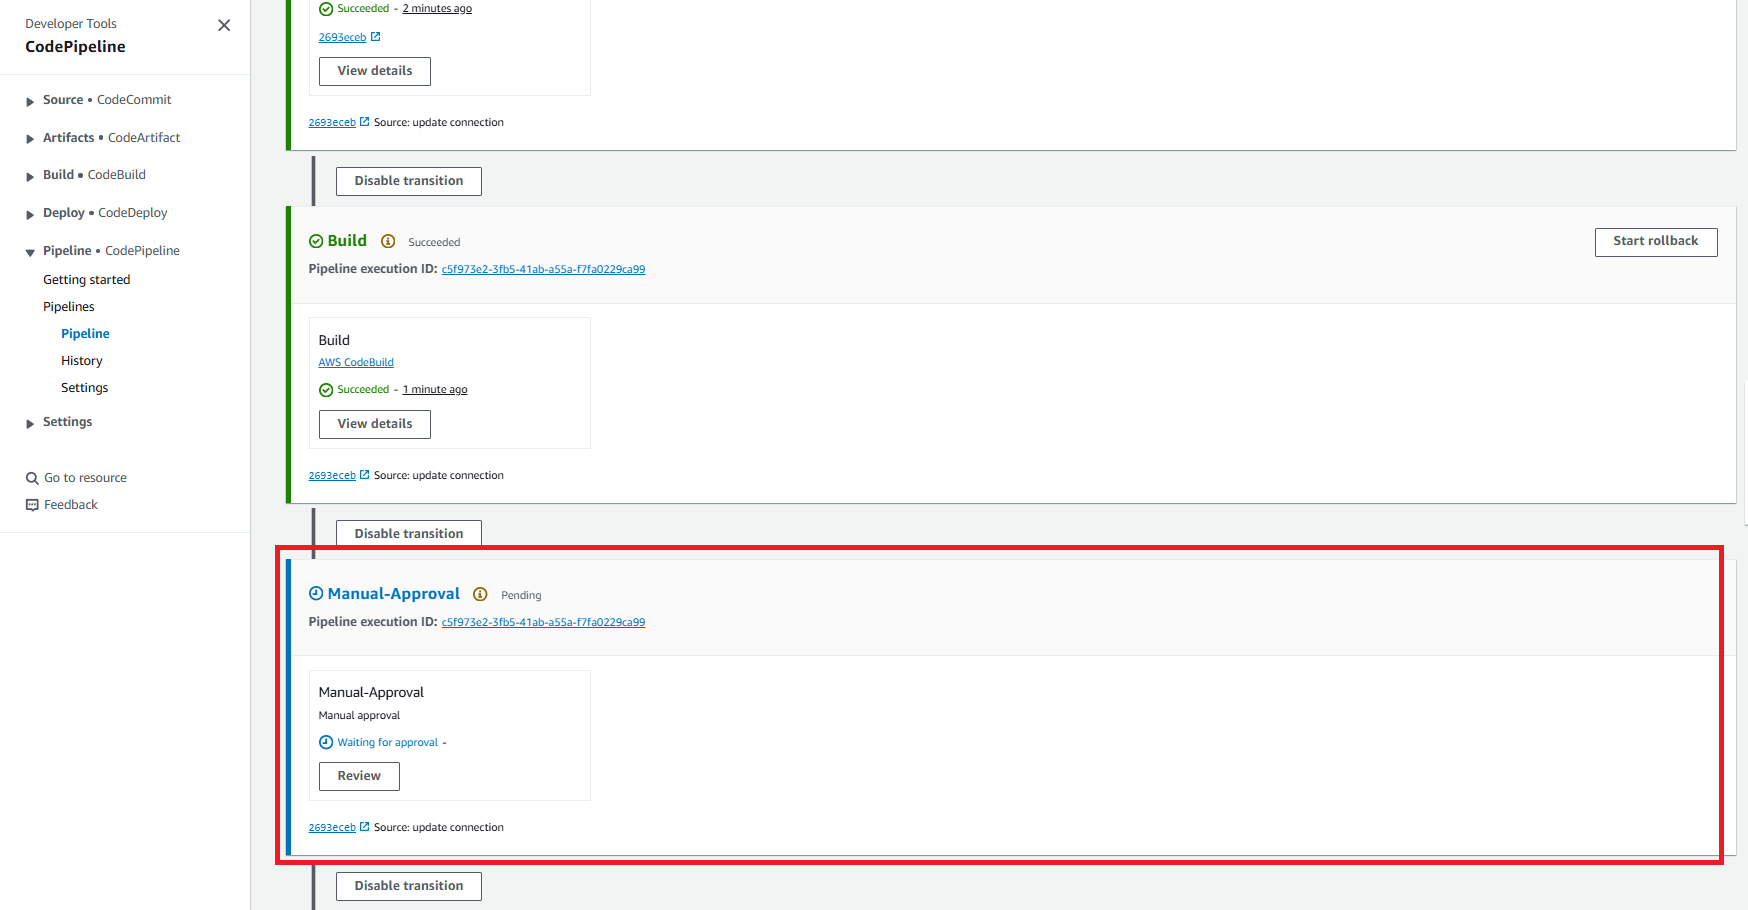 Developer Tools
CodePipeline
Source • CodeCommit
Artifacts • CodeArtifact
Build • CodeBuild
Deploy • CodeDeploy
Pipeline • CodePipeline
Getting started
Pipelines
Pipeline
History
Settings
Settings
Go to resource
Feedback
Succeeded - 2 minutes ago
2693eceb
View details
2693eceb Source: update connection
Disable transition
Build Succeeded
Start rollback
Pipeline execution ID: c5f973e2-3fb5-41ab-a55a-f7fa0229ca99
Build
AWS CodeBuild
Succeeded - 1 minute ago
View details
2693eceb Source: update connection
Disable transition
Manual-Approval Pending
Pipeline execution ID: c5f973e2-3fb5-41ab-a55a-f7fa0229ca99
Manual-Approval
Manual approval
Waiting for approval -
Review
2693eceb Source: update connection
Disable transition